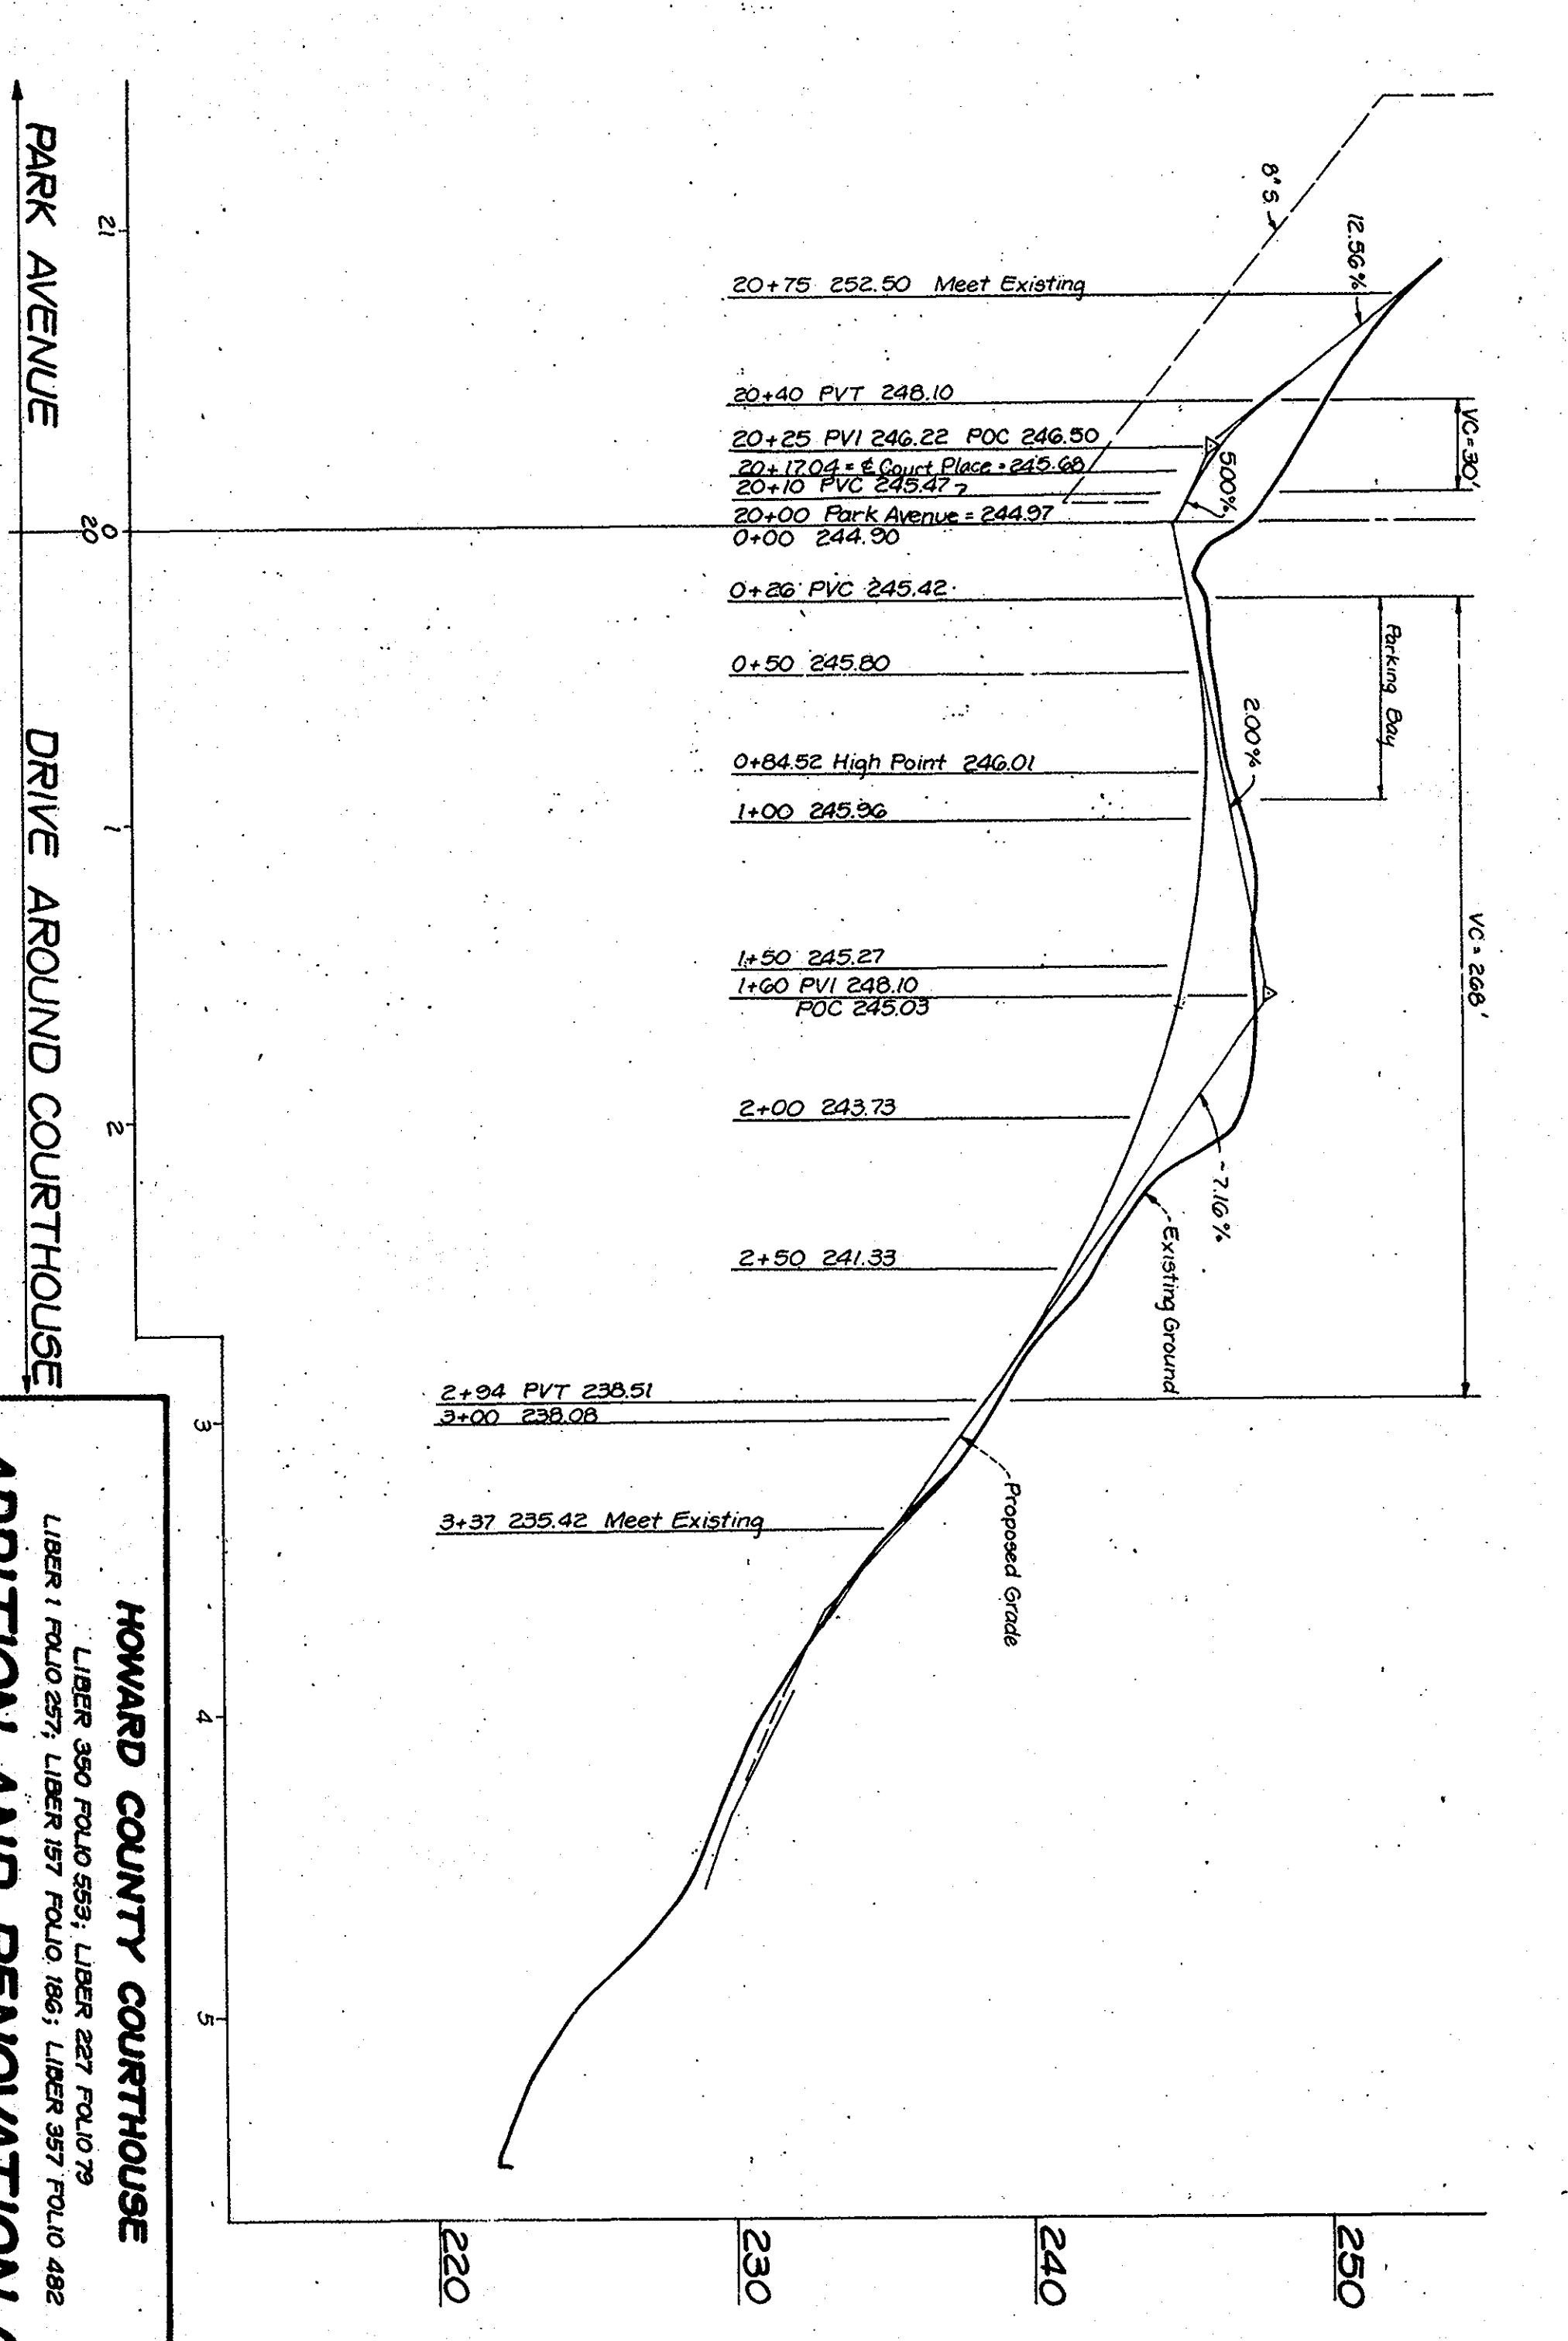 8" S.
12.56%
20+75 252.50 Meet Existing
20+40 PVT 248.10
VC=30'
20+25 PVI 246.22 POC 246.50
5.00%
20+17.04 = ℄ Court Place = 245.68
20+10 PVC 245.47
20+00 Park Avenue = 244.97
0+00 244.90
0+26 PVC 245.42
Parking Bay
0+50 245.80
2.00%
0+84.52 High Point 246.01
1+00 245.96
VC = 268'
1+50 245.27
1+60 PVI 248.10
POC 245.03
2+00 243.73
-7.16%
Existing Ground
2+50 241.33
2+94 PVT 238.51
3+00 238.08
Proposed Grade
3+37 235.42 Meet Existing
21
0
20
1
2
3
4
5
220
230
240
250
PARK AVENUE
DRIVE AROUND COURTHOUSE
HOWARD COUNTY COURTHOUSE
LIBER 350 FOLIO 553; LIBER 227 FOLIO 79
LIBER 1 FOLIO 257; LIBER 157 FOLIO 186; LIBER 357 FOLIO 482
ADDITION AND RENOVATION